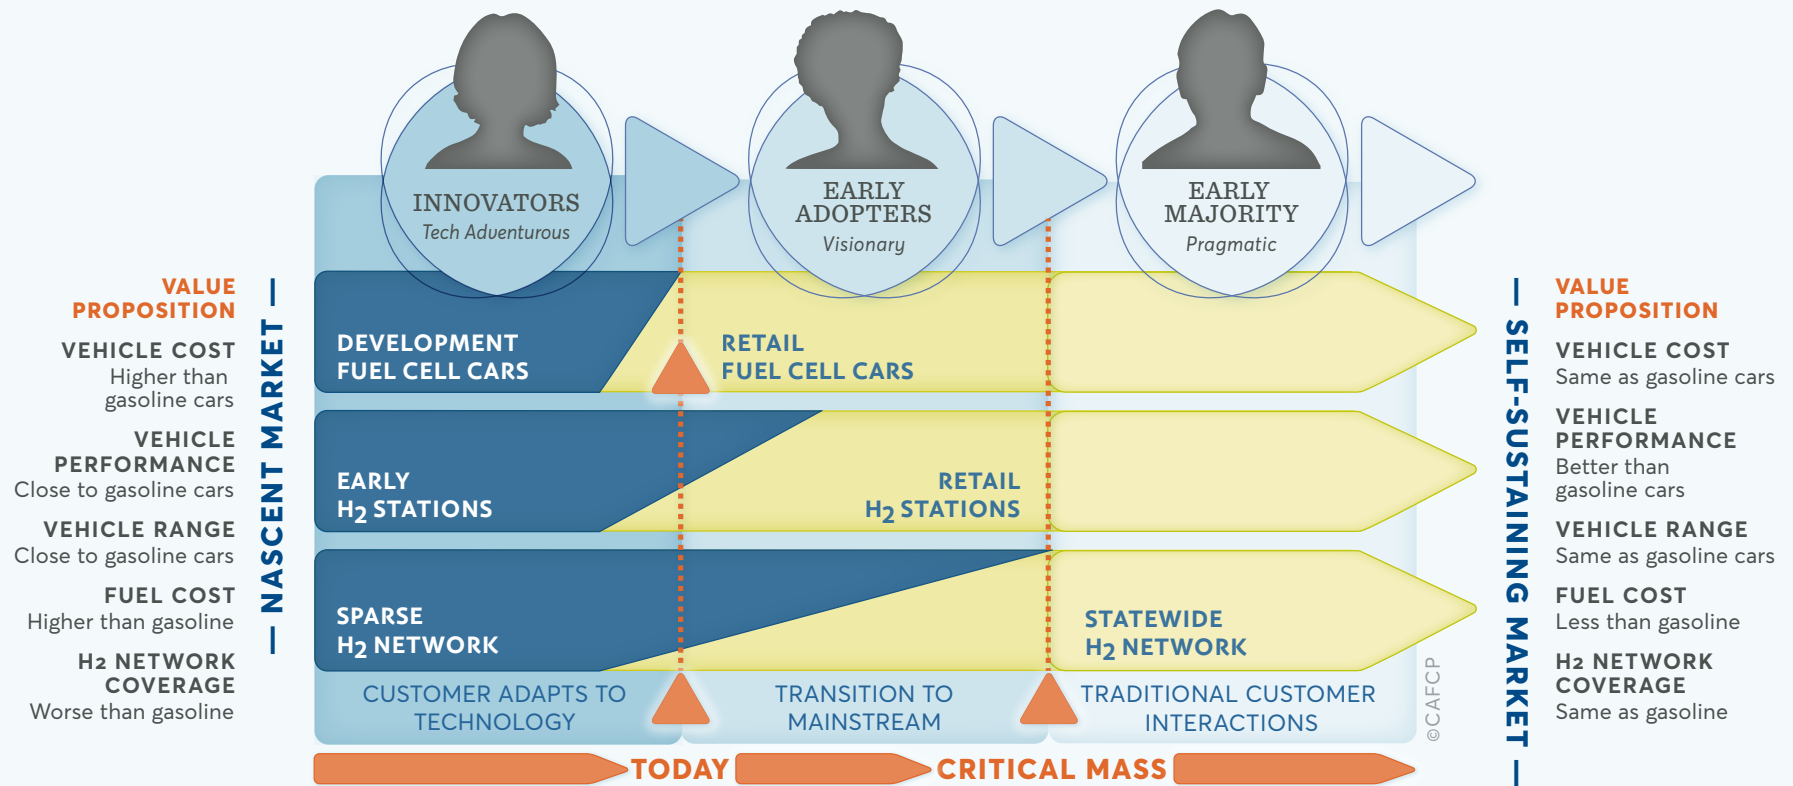 INNOVATORS
Tech Adventurous
EARLY
ADOPTERS
Visionary
EARLY
MAJORITY
Pragmatic
VALUE
PROPOSITION
VEHICLE COST
Higher than
gasoline cars
VEHICLE
PERFORMANCE
Close to gasoline cars
VEHICLE RANGE
Close to gasoline cars
FUEL COST
Higher than gasoline
H2 NETWORK
COVERAGE
Worse than gasoline
— NASCENT MARKET —
DEVELOPMENT
FUEL CELL CARS
RETAIL
FUEL CELL CARS
EARLY
H2 STATIONS
RETAIL
H2 STATIONS
SPARSE
H2 NETWORK
STATEWIDE
H2 NETWORK
CUSTOMER ADAPTS TO
TECHNOLOGY
TRANSITION TO
MAINSTREAM
TRADITIONAL CUSTOMER
INTERACTIONS
©CAFCP
TODAY
CRITICAL MASS
— SELF-SUSTAINING MARKET —
VALUE
PROPOSITION
VEHICLE COST
Same as gasoline cars
VEHICLE
PERFORMANCE
Better than
gasoline cars
VEHICLE RANGE
Same as gasoline cars
FUEL COST
Less than gasoline
H2 NETWORK
COVERAGE
Same as gasoline